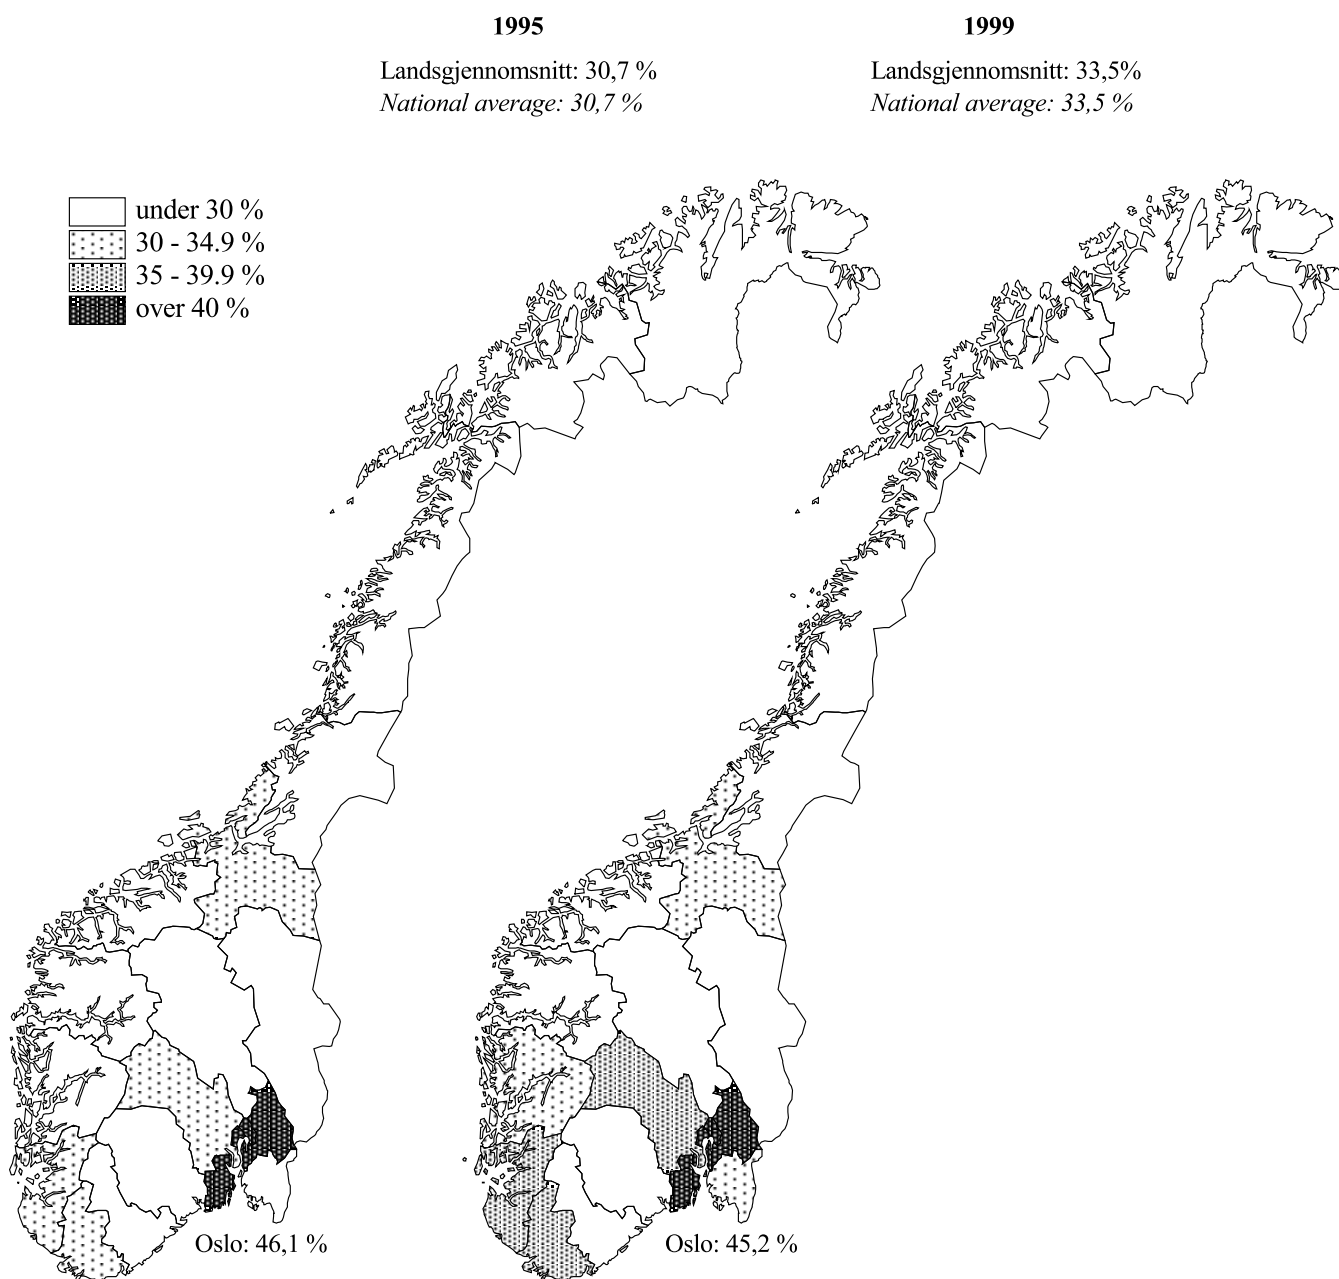 1995
Landsgjennomsnitt: 30,7 %
National average: 30,7 %
1999
Landsgjennomsnitt: 33,5%
National average: 33,5 %
under 30 %
30 - 34.9 %
35 - 39.9 %
over 40 %
Oslo: 46,1 %
Oslo: 45,2 %